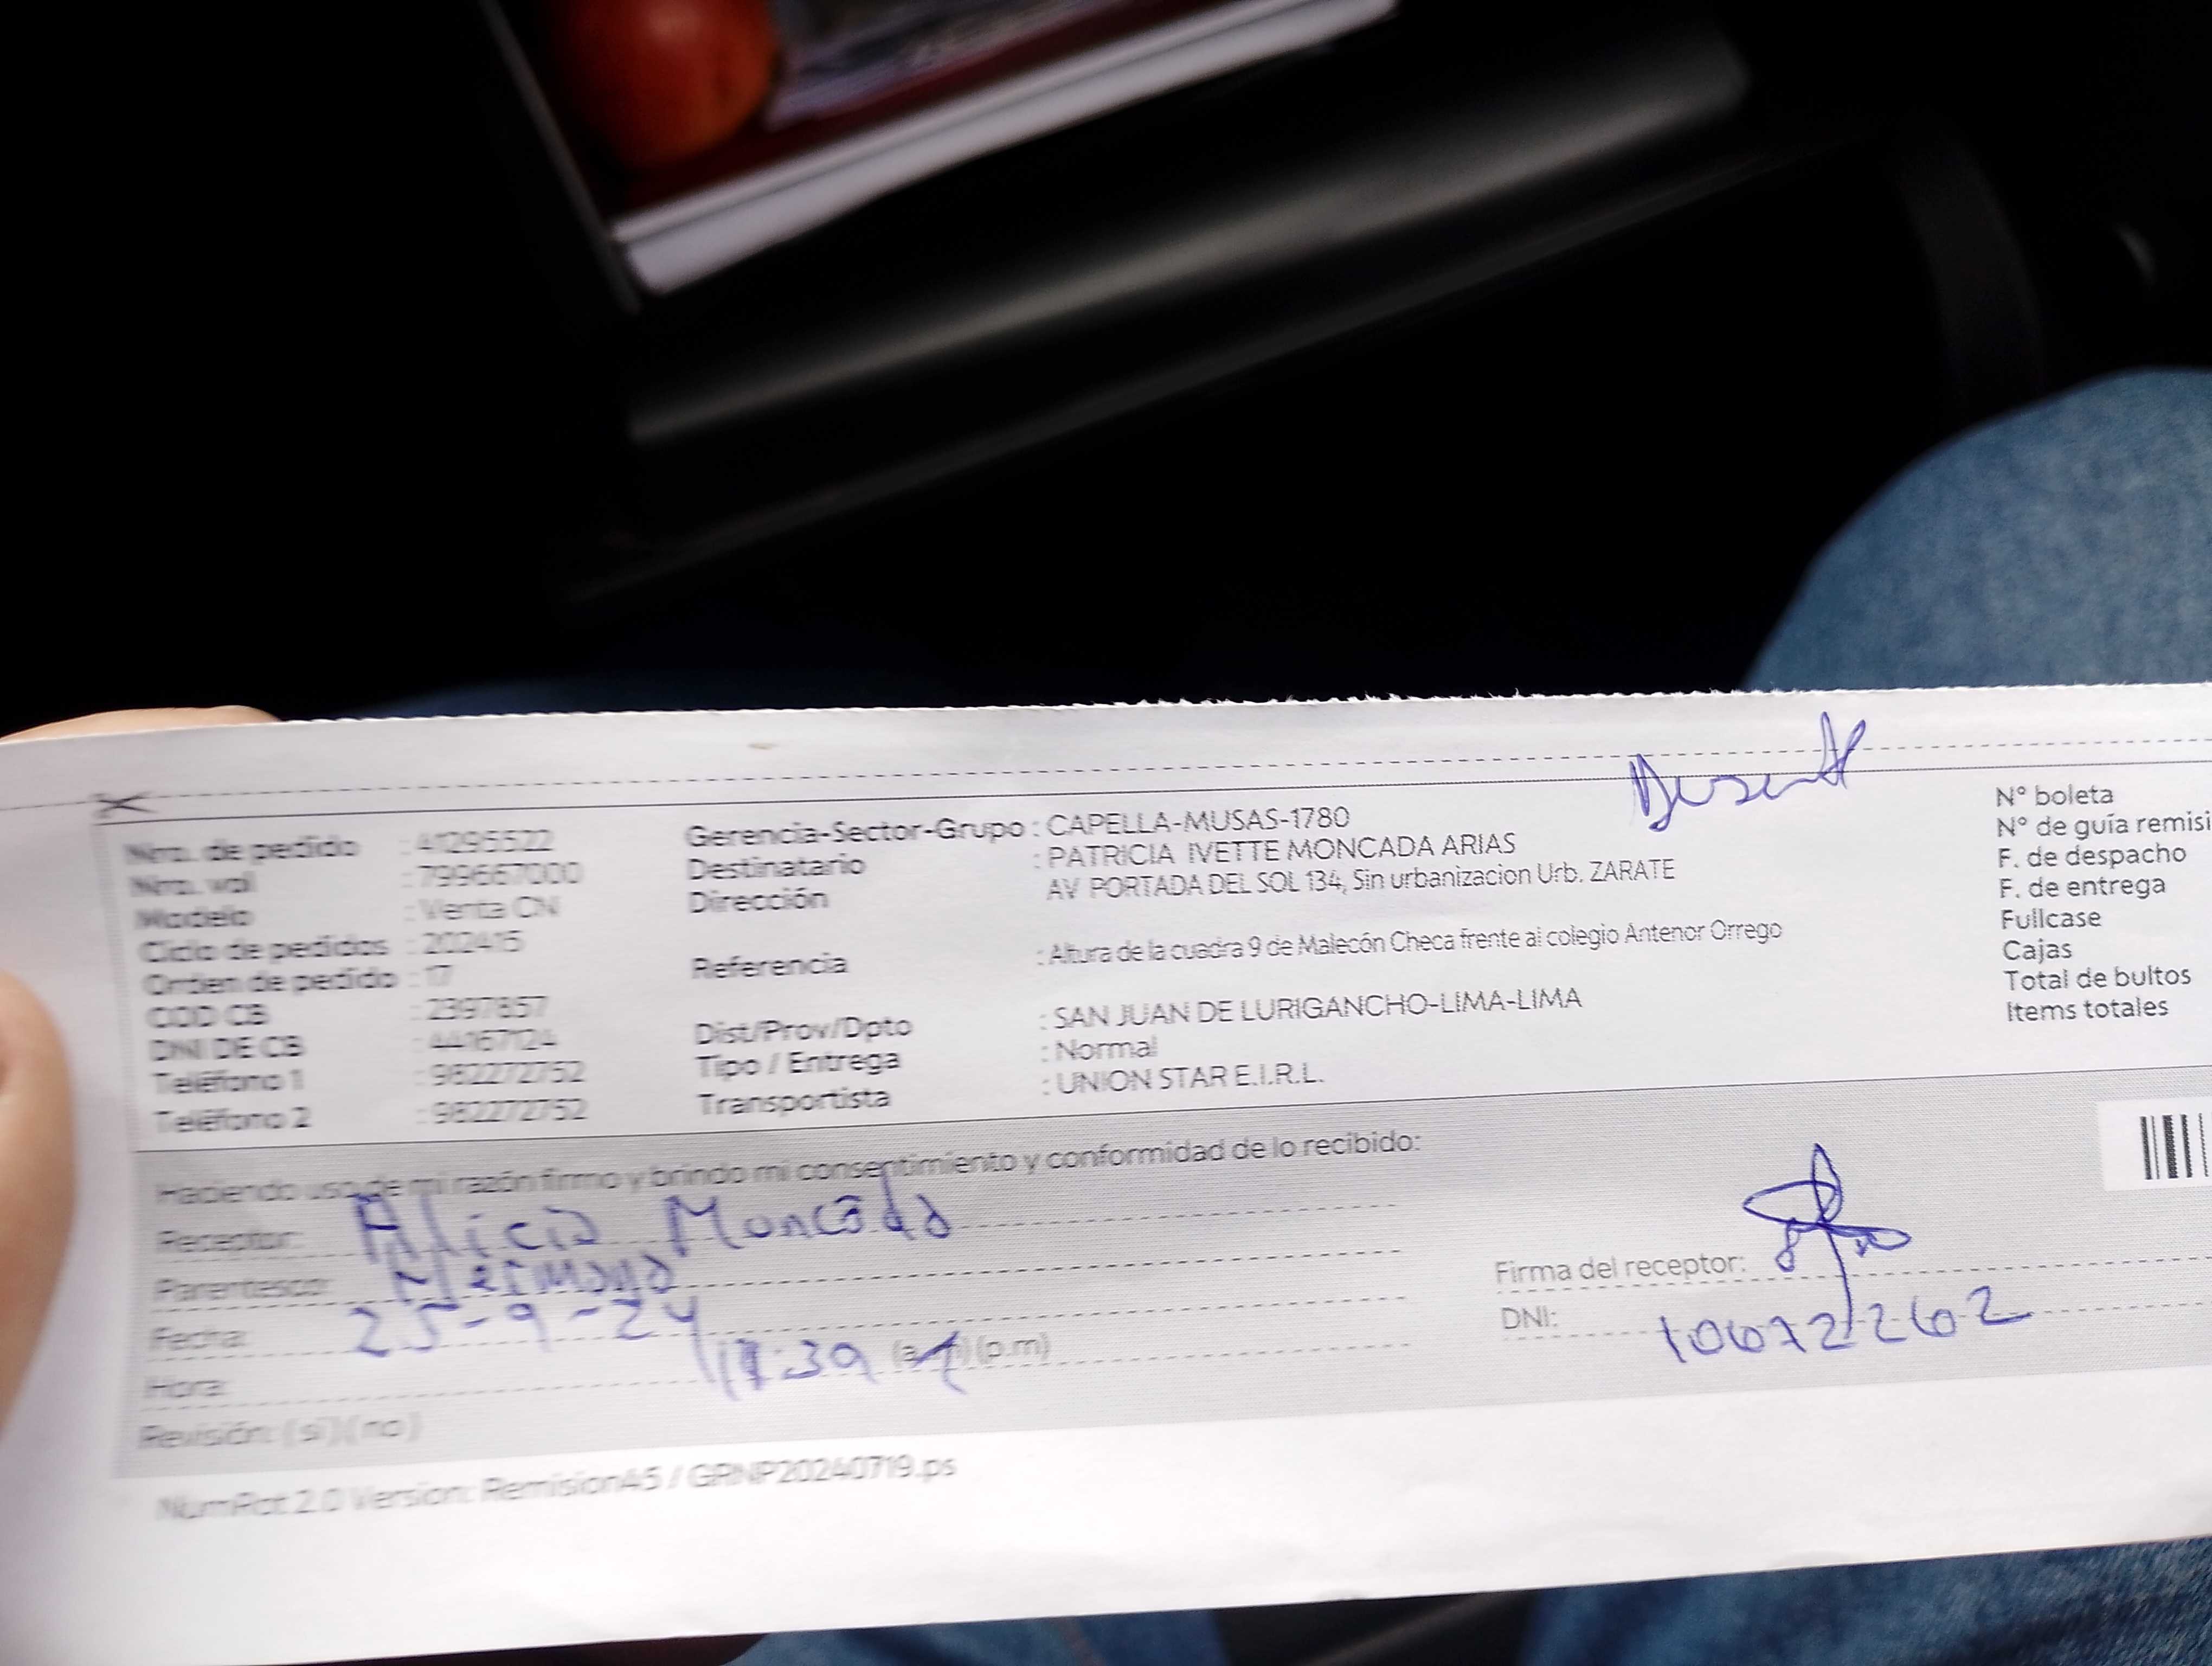 Nro. de pedido : 41295522
Nro. val : 799667000
Modelo : Venta CN
Ciclo de pedidos : 202415
Orden de pedido : 17
COD CB : 2397857
DNI DE CB : 44167124
Teléfono 1 : 982272752
Teléfono 2 : 982272752
Gerencia-Sector-Grupo : CAPELLA-MUSAS-1780
Destinatario : PATRICIA IVETTE MONCADA ARIAS
Dirección AV PORTADA DEL SOL 134, Sin urbanizacion Urb. ZARATE
Referencia : Altura de la cuadra 9 de Malecón Checa frente al colegio Antenor Orrego
Dist/Prov/Dpto : SAN JUAN DE LURIGANCHO-LIMA-LIMA
Tipo / Entrega : Normal
Transportista : UNION STAR E.I.R.L.
N° boleta
N° de guía remisi
F. de despacho
F. de entrega
Fullcase
Cajas
Total de bultos
Items totales
Haciendo uso de mi razón firmo y brindo mi consentimiento y conformidad de lo recibido:
Receptor: Alicia Moncada
Parentesco: Hermana
Fecha: 25-9-24
Hora: :39 (a.m) (p.m)
Revisión: (si) (no)
Firma del receptor:
DNI: 10672262
NumRot 2.0 Version: Remision45 / GRNP20240719.ps